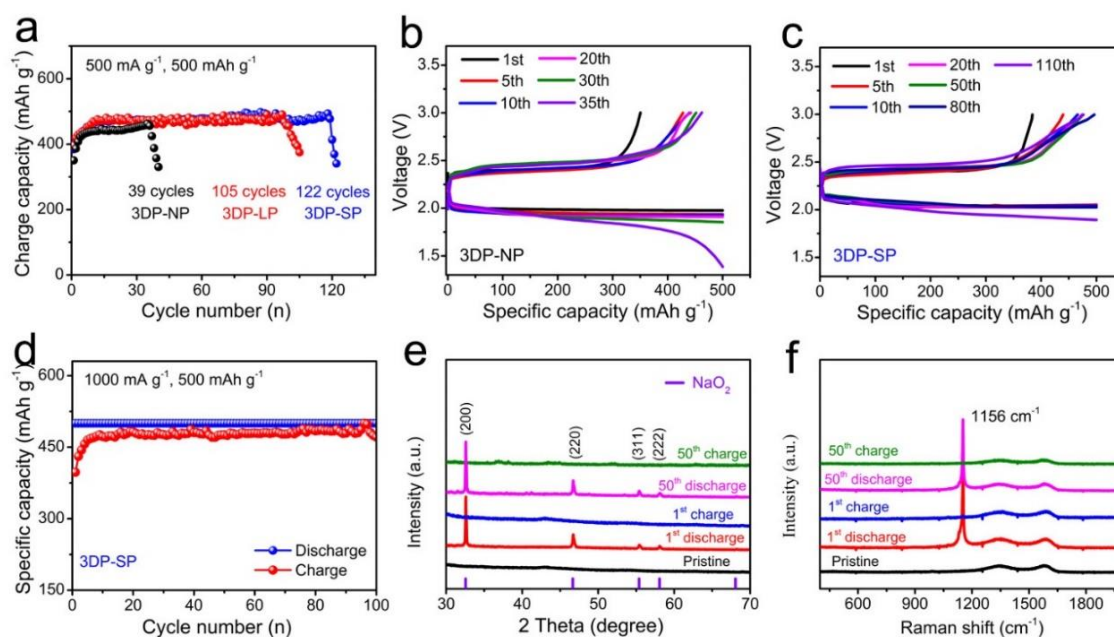 a
500 mA g⁻¹, 500 mAh g⁻¹
Charge capacity (mAh g⁻¹)
600
450
300
150
0
39 cycles
3DP-NP
105 cycles
3DP-LP
122 cycles
3DP-SP
0 30 60 90 120
Cycle number (n)
b
1st
5th
10th
20th
30th
35th
Voltage (V)
3.5
3.0
2.5
2.0
1.5
3DP-NP
0 100 200 300 400 500
Specific capacity (mAh g⁻¹)
c
1st
5th
10th
20th
50th
80th
110th
Voltage (V)
3.5
3.0
2.5
2.0
1.5
3DP-SP
0 100 200 300 400 500
Specific capacity (mAh g⁻¹)
d
1000 mA g⁻¹, 500 mAh g⁻¹
Specific capacity (mAh g⁻¹)
600
450
300
150
3DP-SP
Discharge
Charge
0 20 40 60 80 100
Cycle number (n)
e
NaO₂
(200)
(220)
(311)
(222)
Intensity (a.u.)
50ᵗʰ charge
50ᵗʰ discharge
1ˢᵗ charge
1ˢᵗ discharge
Pristine
30 40 50 60 70
2 Theta (degree)
f
1156 cm⁻¹
Intensity (a.u.)
50ᵗʰ charge
50ᵗʰ discharge
1ˢᵗ charge
1ˢᵗ discharge
Pristine
600 900 1200 1500 1800
Raman shift (cm⁻¹)